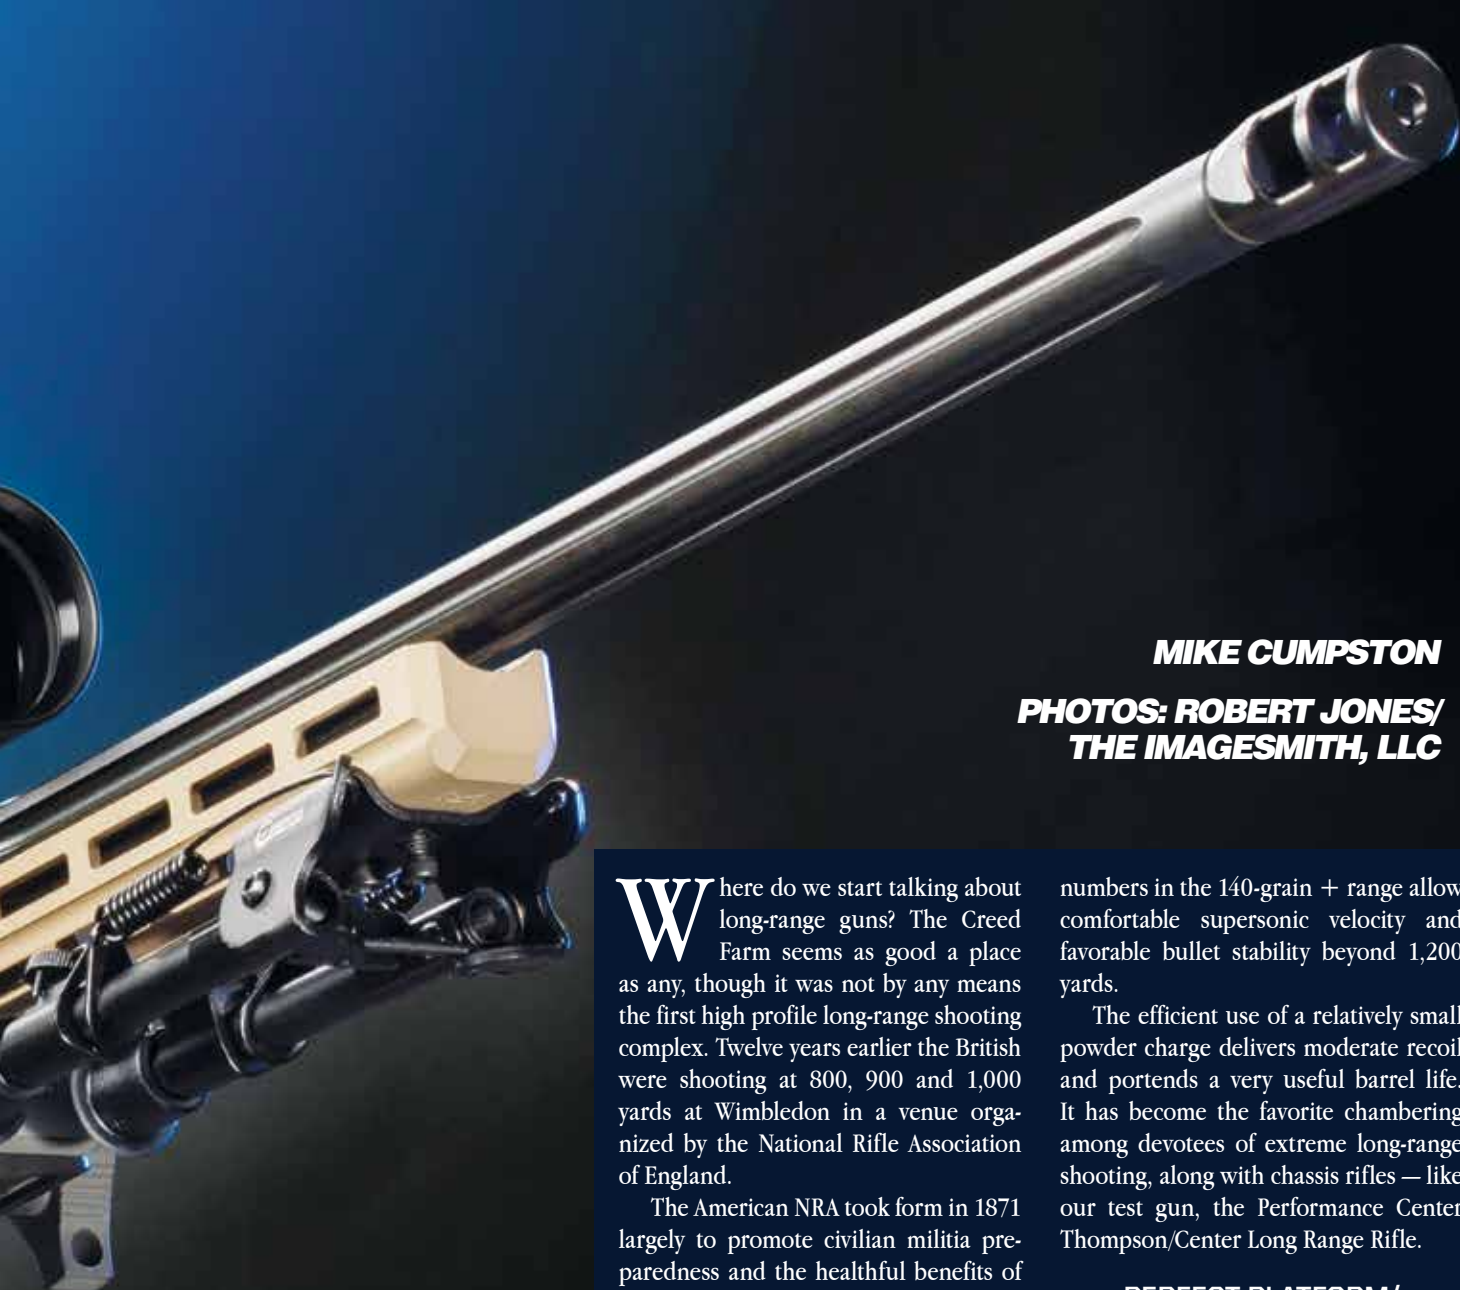 MIKE CUMPSTON
PHOTOS: ROBERT JONES/
THE IMAGESMITH, LLC
Where do we start talking about
long-range guns? The Creed
Farm seems as good a place
as any, though it was not by any means
the first high profile long-range shooting
complex. Twelve years earlier the British
were shooting at 800, 900 and 1,000
yards at Wimbledon in a venue orga-
nized by the National Rifle Association
of England.
The American NRA took form in 1871
largely to promote civilian militia pre-
paredness and the healthful benefits of
numbers in the 140-grain + range allow
comfortable supersonic velocity and
favorable bullet stability beyond 1,200
yards.
The efficient use of a relatively small
powder charge delivers moderate recoil
and portends a very useful barrel life.
It has become the favorite chambering
among devotees of extreme long-range
shooting, along with chassis rifles — like
our test gun, the Performance Center
Thompson/Center Long Range Rifle.
PERFECT PLATFORM/